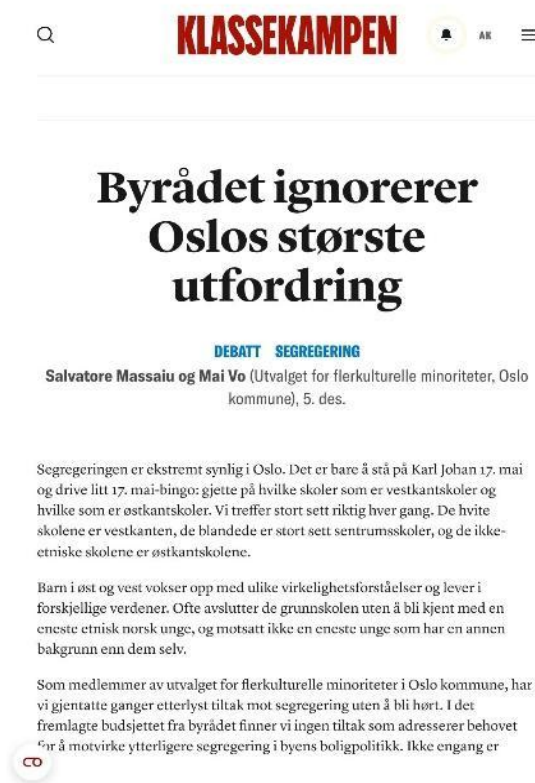 KLASSEKAMPEN
AK
Byrådet ignorerer
Oslos største
utfordring
DEBATT SEGREGERING
Salvatore Massaiu og Mai Vo (Utvalget for flerkulturelle minoriteter, Oslo
kommune), 5. des.
Segregeringen er ekstremt synlig i Oslo. Det er bare å stå på Karl Johan 17. mai
og drive litt 17. mai-bingo: gjette på hvilke skoler som er vestkantskoler og
hvilke som er østkantskoler. Vi treffer stort sett riktig hver gang. De hvite
skolene er vestkanten, de blandede er stort sett sentrumsskoler, og de ikke-
etniske skolene er østkantskolene.
Barn i øst og vest vokser opp med ulike virkelighetsforståelser og lever i
forskjellige verdener. Ofte avslutter de grunnskolen uten å bli kjent med en
eneste etnisk norsk unge, og motsatt ikke en eneste unge som har en annen
bakgrunn enn dem selv.
Som medlemmer av utvalget for flerkulturelle minoriteter i Oslo kommune, har
vi gjentatte ganger etterlyst tiltak mot segregering uten å bli hørt. I det
fremlagte budsjettet fra byrådet finner vi ingen tiltak som adresserer behovet
for å motvirke ytterligere segregering i byens boligpolitikk. Ikke engang er